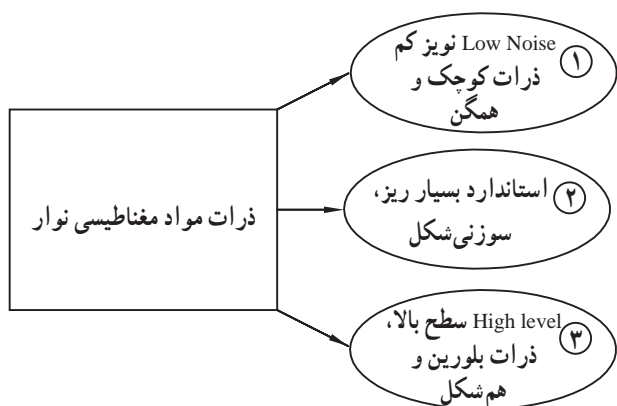 ۱ Low Noise نویز کم
ذرات کوچک و
همگن
ذرات مواد مغناطیسی نوار
۲ استاندارد بسیار ریز،
سوزنی‌شکل
۳ High level سطح بالا،
ذرات بلورین و
هم‌شکل